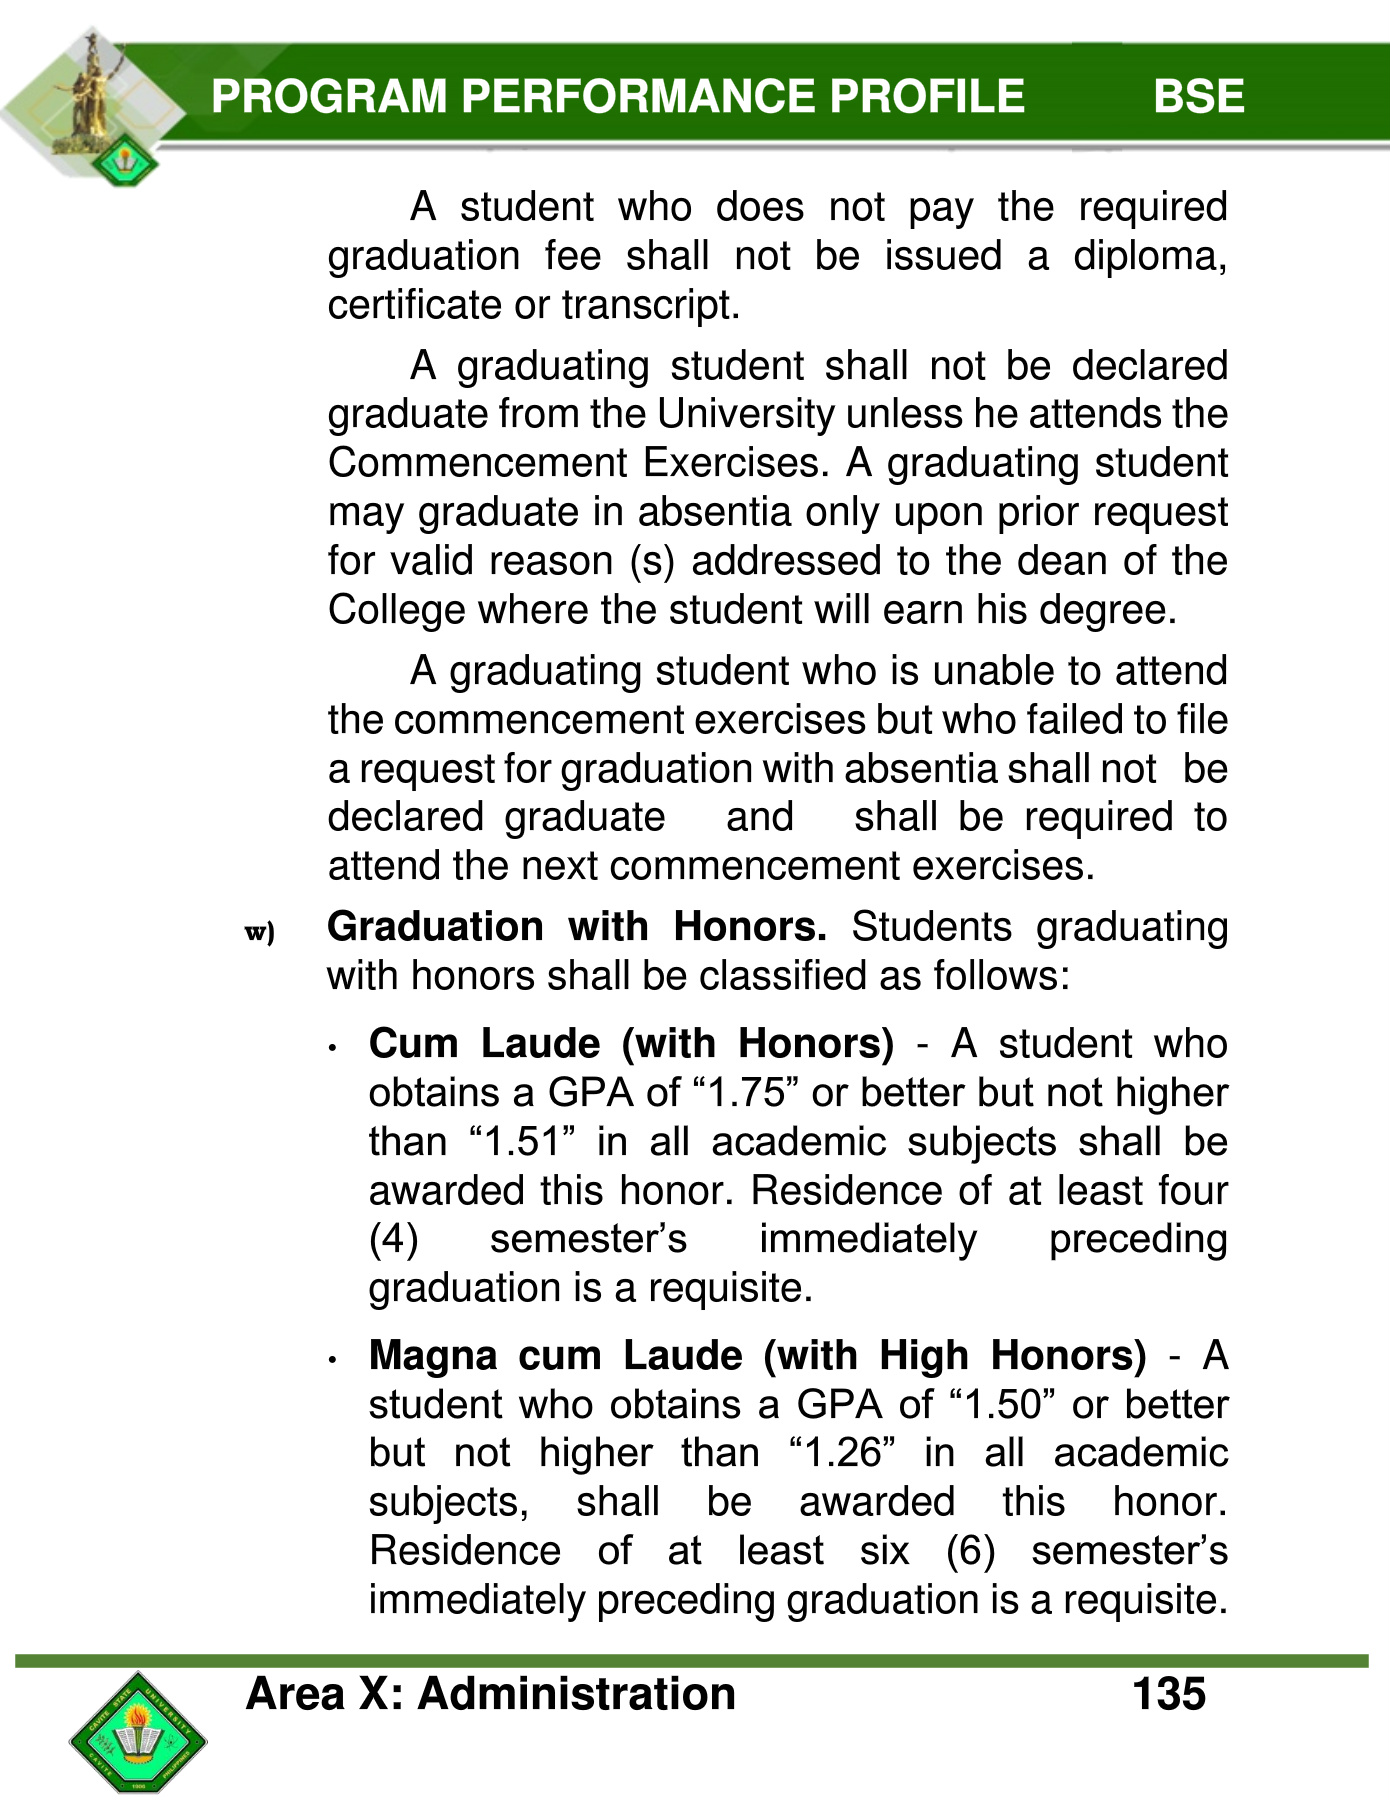 PROGRAM PERFORMANCE PROFILE BSE
A student who does not pay the required
graduation fee shall not be issued a diploma,
certificate or transcript.
A graduating student shall not be declared
graduate from the University unless he attends the
Commencement Exercises. A graduating student
may graduate in absentia only upon prior request
for valid reason (s) addressed to the dean of the
College where the student will earn his degree.
A graduating student who is unable to attend
the commencement exercises but who failed to file
a request for graduation with absentia shall not be
declared graduate and shall be required to
attend the next commencement exercises.
w) Graduation with Honors. Students graduating
with honors shall be classified as follows:
• Cum Laude (with Honors) - A student who
obtains a GPA of “1.75” or better but not higher
than “1.51” in all academic subjects shall be
awarded this honor. Residence of at least four
(4) semester’s immediately preceding
graduation is a requisite.
• Magna cum Laude (with High Honors) - A
student who obtains a GPA of “1.50” or better
but not higher than “1.26” in all academic
subjects, shall be awarded this honor.
Residence of at least six (6) semester’s
immediately preceding graduation is a requisite.
Area X: Administration 135
CAVITE STATE UNIVERSITY
CAVITE PHILIPPINES
1906